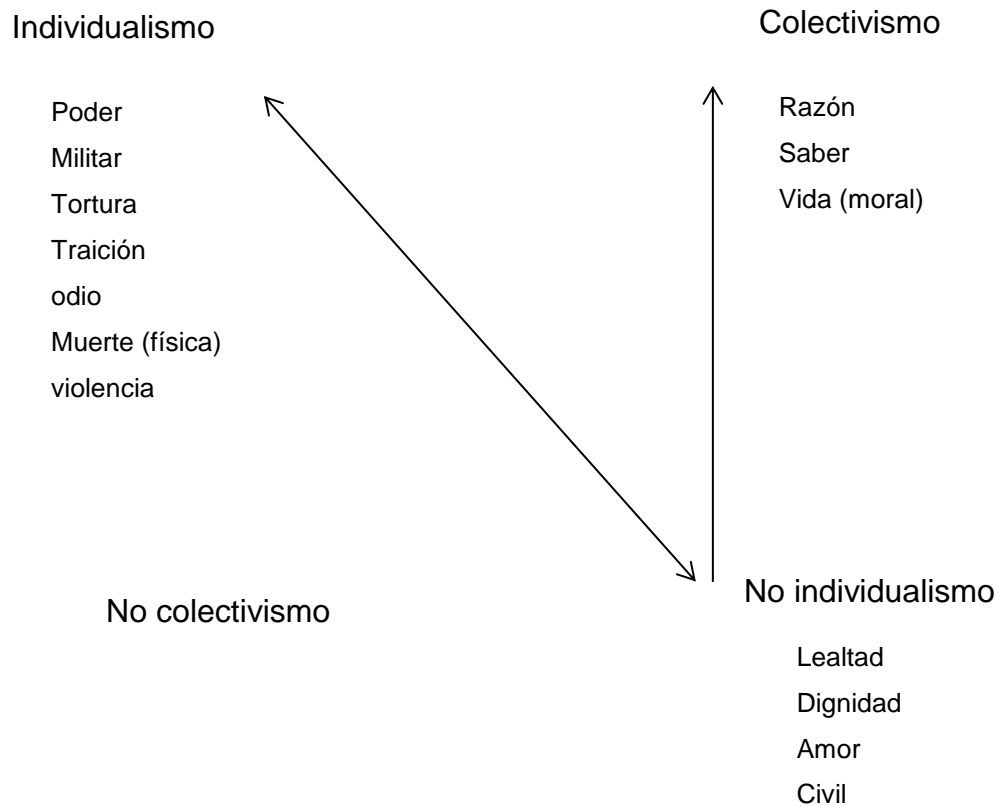 Individualismo
Poder
Militar
Tortura
Traición
odio
Muerte (física)
violencia
Colectivismo
Razón
Saber
Vida (moral)
No colectivismo
No individualismo
Lealtad
Dignidad
Amor
Civil